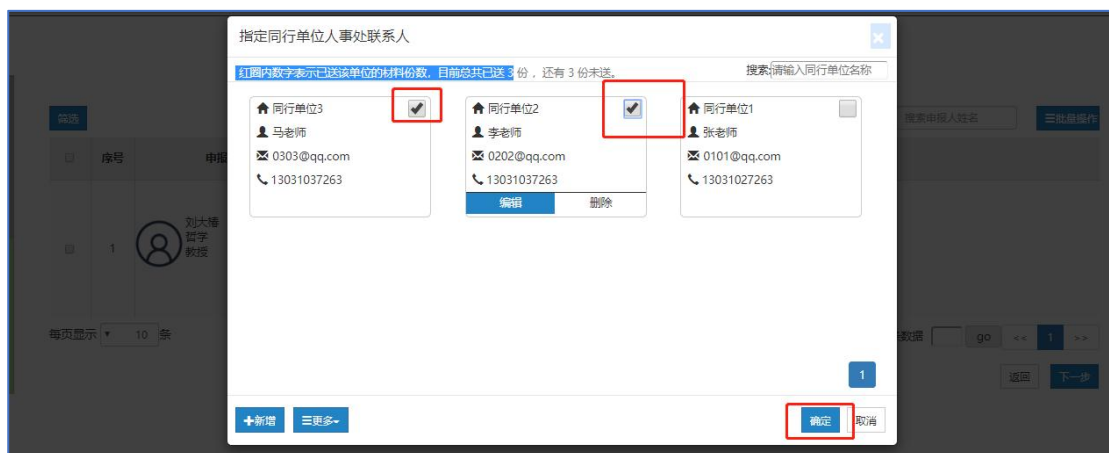 指定同行单位人事处联系人
红圈内数字表示已送该单位的材料份数，目前总共已送 3 份，还有 3 份未送。
搜索:请输入同行单位名称
同行单位3
马老师
0303@qq.com
13031037263
同行单位2
李老师
0202@qq.com
13031037263
编辑 删除
同行单位1
张老师
0101@qq.com
13031027263
筛选
搜索申报人姓名
批量操作
序号 申报
1
刘大椿
哲学
教授
每页显示 10 条
数据 go << 1 >>
返回 下一步
1
新增 更多
确定 取消